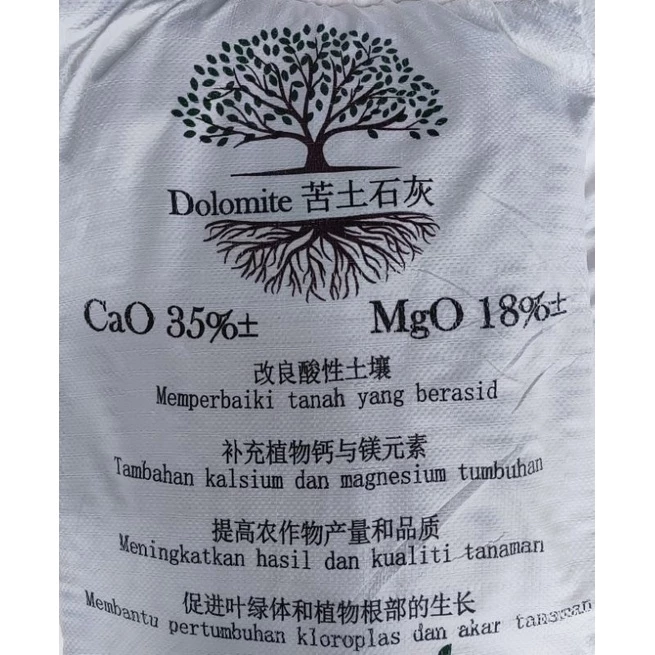 Dolomite 苦土石灰
CaO 35%± MgO 18%±
改良酸性土壤
Memperbaiki tanah yang berasid
补充植物钙与镁元素
Tambahan kalsium dan magnesium tumbuhan
提高农作物产量和品质
Meningkatkan hasil dan kualiti tanaman
促进叶绿体和植物根部的生长
Membantu pertumbuhan kloroplas dan akar tanaman